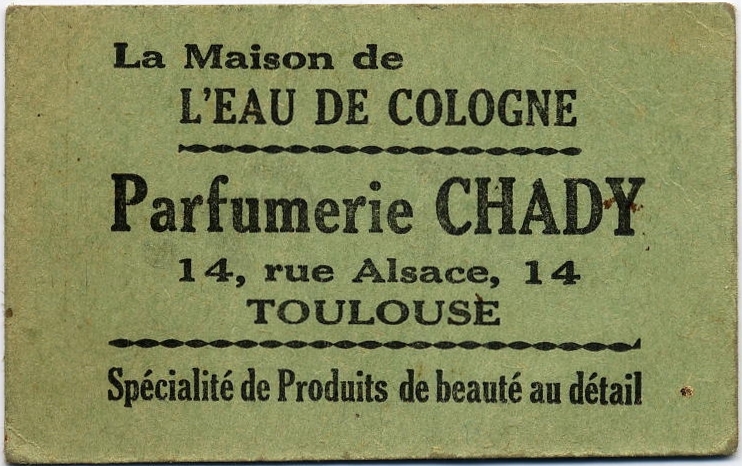 La Maison de
L'EAU DE COLOGNE
Parfumerie CHADY
14, rue Alsace, 14
TOULOUSE
Spécialité de Produits de beauté au détail